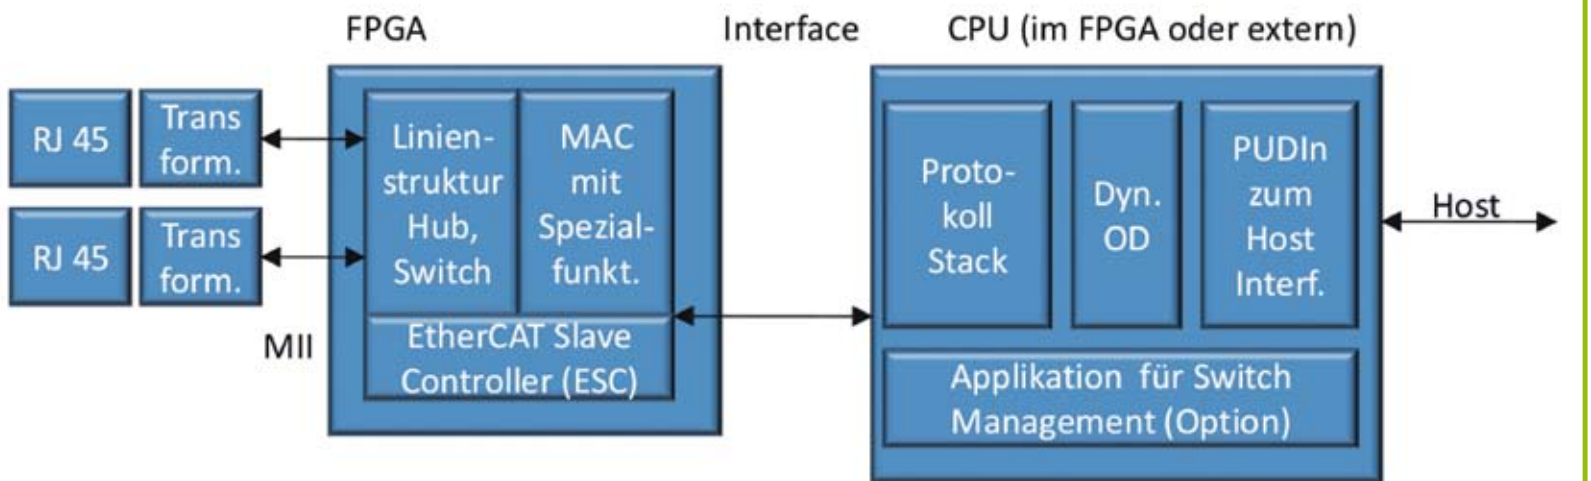 FPGA
Interface
CPU (im FPGA oder extern)
RJ 45
Trans
form.
RJ 45
Trans
form.
MII
Linien-
struktur
Hub,
Switch
MAC
mit
Spezial-
funkt.
EtherCAT Slave
Controller (ESC)
Proto-
koll
Stack
Dyn.
OD
PUDIn
zum
Host
Interf.
Applikation für Switch
Management (Option)
Host